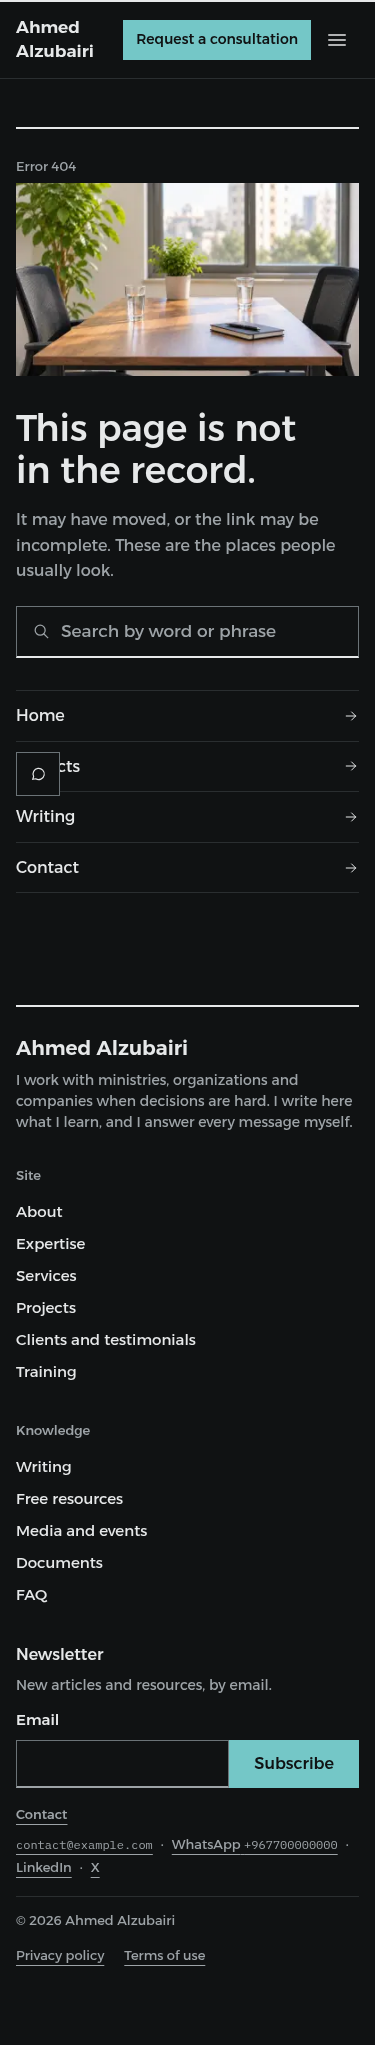 Ahmed
Alzubairi
Request a consultation
Error 404
This page is not
in the record.
It may have moved, or the link may be
incomplete. These are the places people
usually look.
Search by word or phrase
Home
Writing
Contact
Ahmed Alzubairi
I work with ministries, organizations and
companies when decisions are hard. I write here
what I learn, and I answer every message myself.
Site
About
Expertise
Services
Projects
Clients and testimonials
Training
Knowledge
Writing
Free resources
Media and events
Documents
FAQ
Newsletter
New articles and resources, by email.
Email
Subscribe
Contact
contact@example.com · WhatsApp +967700000000 ·
LinkedIn · X
© 2026 Ahmed Alzubairi
Privacy policy Terms of use